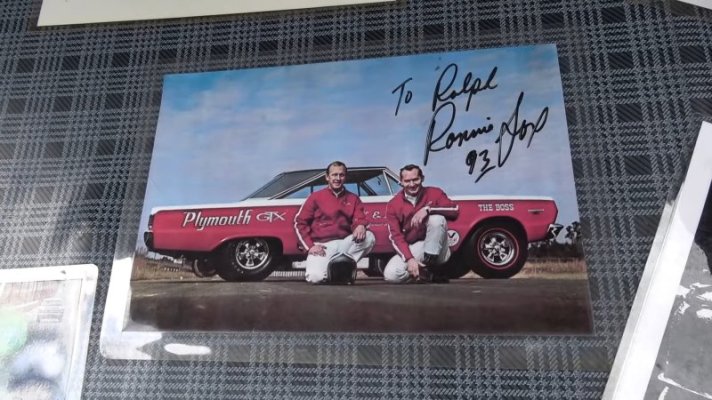 To Ralph
Ronnie Sox
93
Plymouth GTX
&
THE BOSS